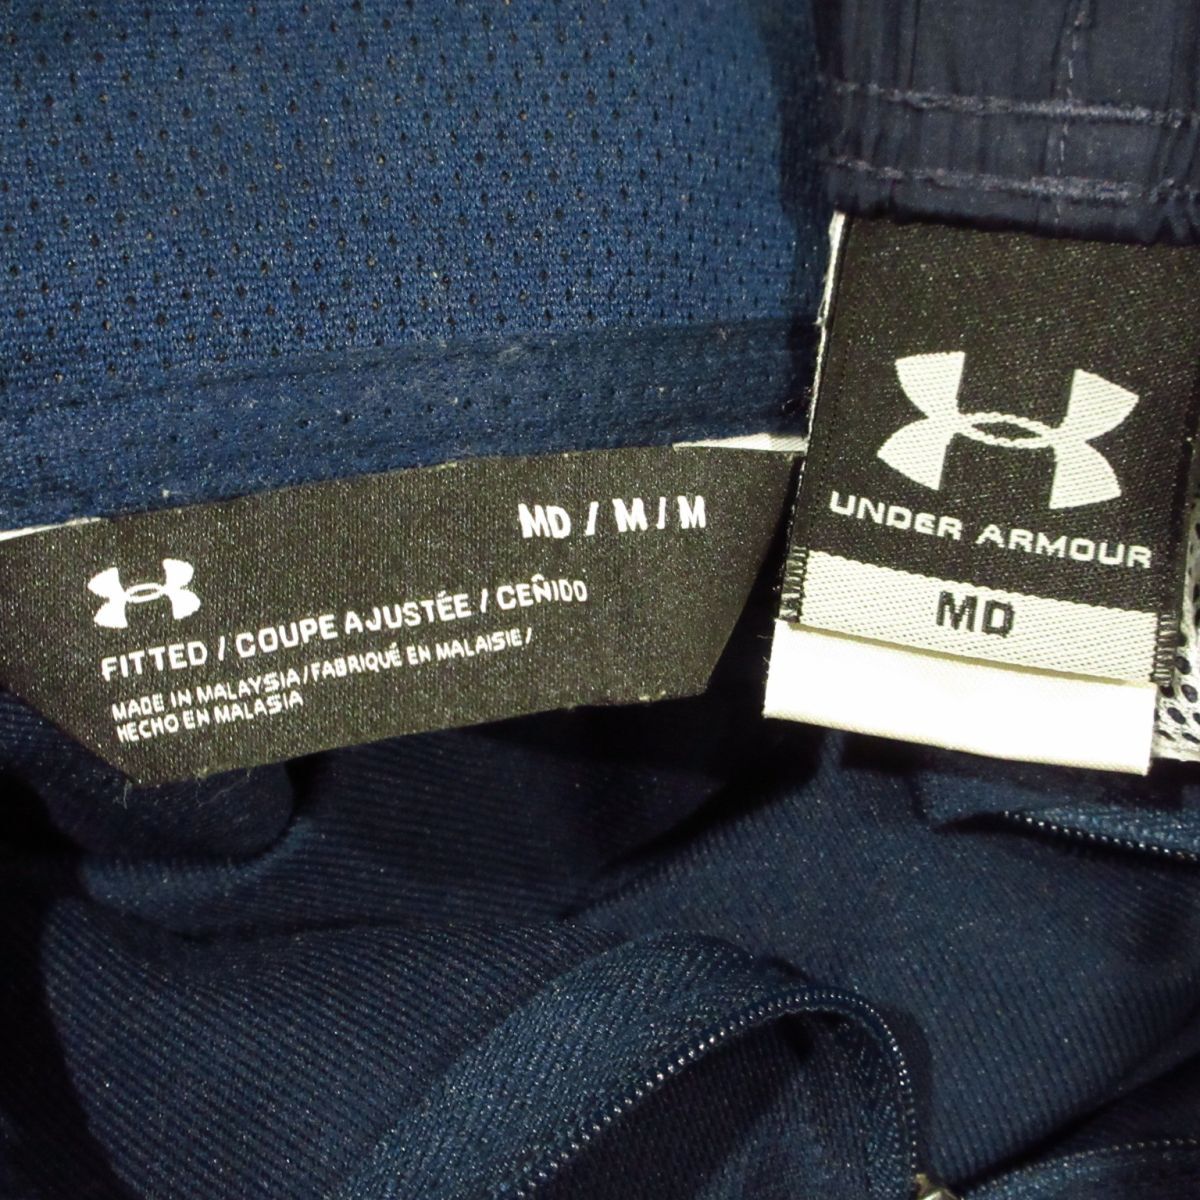 MD / M / M
FITTED / COUPE AJUSTÉE / CEÑIDO
MADE IN MALAYSIA / FABRIQUÉ EN MALAISIE /
HECHO EN MALASIA
UNDER ARMOUR
MD